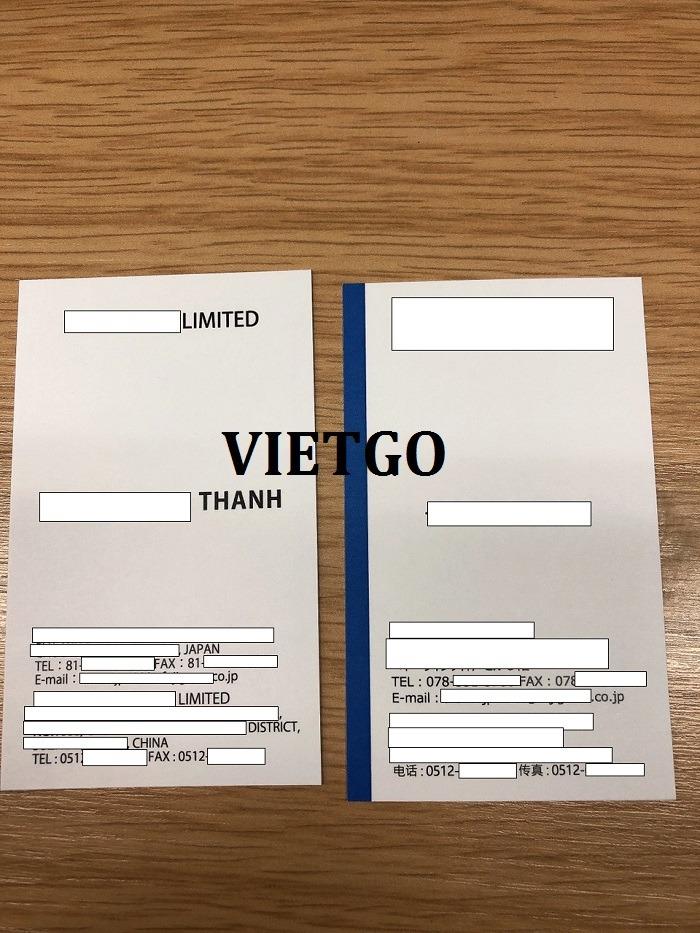 LIMITED
VIETGO
THANH
, JAPAN
TEL : 81- FAX : 81-
E-mail : co.jp
LIMITED
,
DISTRICT,
, CHINA
TEL : 0512 FAX : 0512-
TEL : 078- FAX : 078
E-mail : .co.jp
电话 : 0512- 传真 : 0512-